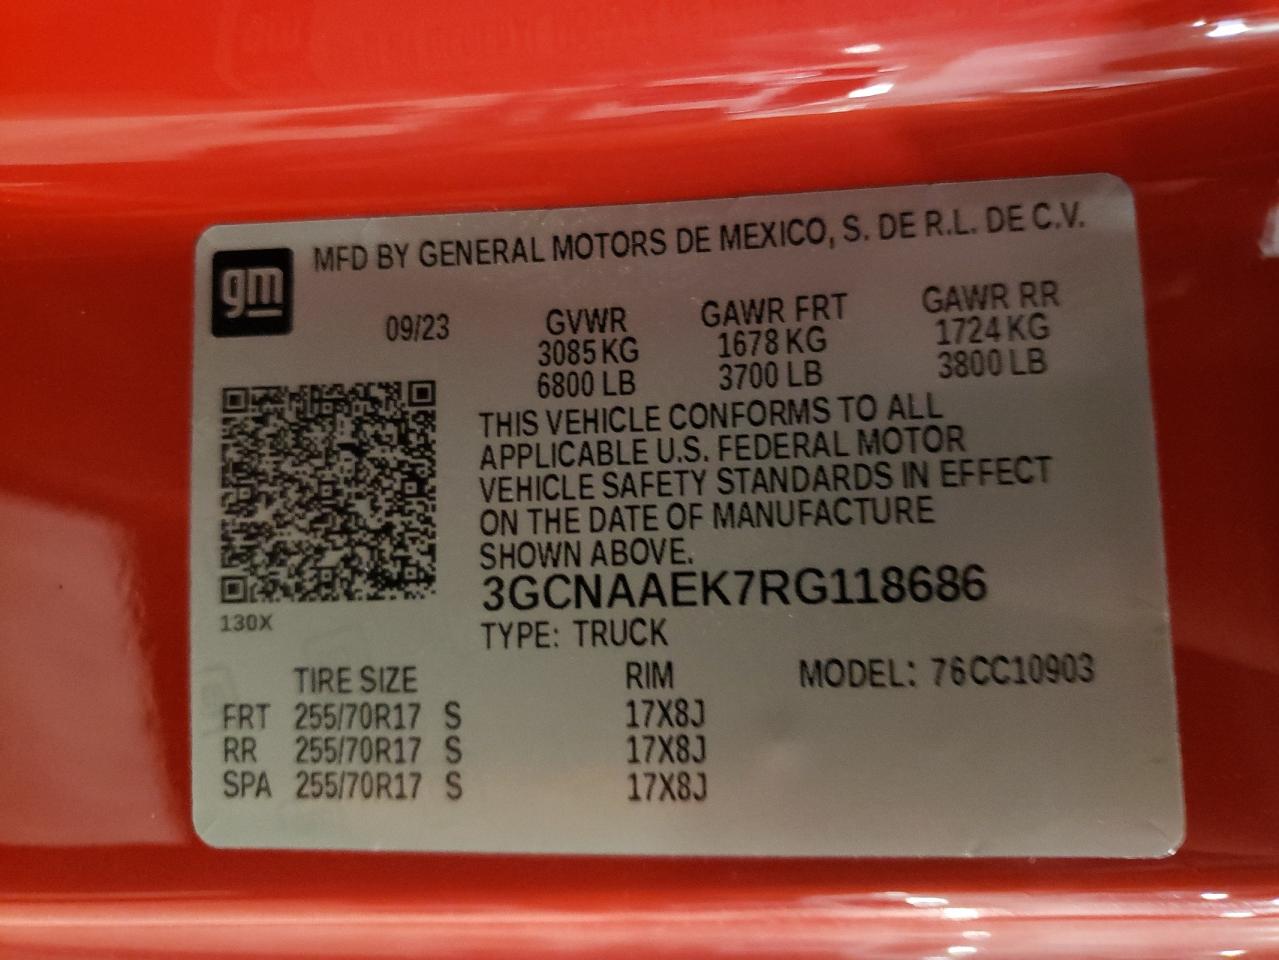 gm
MFD BY GENERAL MOTORS DE MEXICO, S. DE R.L. DE C.V.
09/23 GVWR GAWR FRT GAWR RR
3085 KG 1678 KG 1724 KG
6800 LB 3700 LB 3800 LB
THIS VEHICLE CONFORMS TO ALL
APPLICABLE U.S. FEDERAL MOTOR
VEHICLE SAFETY STANDARDS IN EFFECT
ON THE DATE OF MANUFACTURE
SHOWN ABOVE.
3GCNAAEK7RG118686
130X
TYPE: TRUCK
TIRE SIZE RIM MODEL: 76CC10903
FRT 255/70R17 S 17X8J
RR 255/70R17 S 17X8J
SPA 255/70R17 S 17X8J